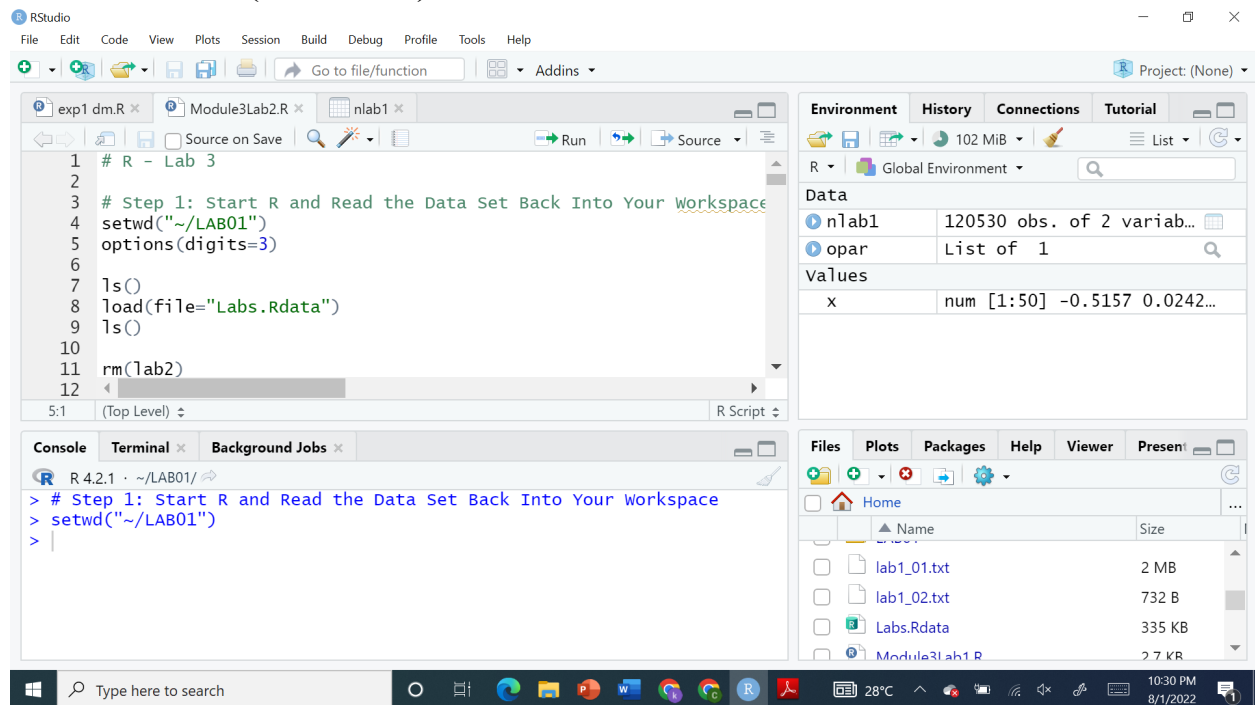 RStudio
File Edit Code View Plots Session Build Debug Profile Tools Help
Go to file/function Addins Project: (None)
exp1 dm.R Module3Lab2.R nlab1
Source on Save Run Source
1 # R - Lab 3
2
3 # Step 1: Start R and Read the Data Set Back Into Your Workspace
4 setwd("~/LAB01")
5 options(digits=3)
6
7 ls()
8 load(file="Labs.Rdata")
9 ls()
10
11 rm(lab2)
12
5:1 (Top Level) R Script
Console Terminal Background Jobs
R 4.2.1 · ~/LAB01/
> # Step 1: Start R and Read the Data Set Back Into Your Workspace
> setwd("~/LAB01")
>
Environment History Connections Tutorial
102 MiB List
R Global Environment
Data
nlab1 120530 obs. of 2 variab…
opar List of 1
Values
x num [1:50] -0.5157 0.0242…
Files Plots Packages Help Viewer Present
Home ...
Name Size
lab1_01.txt 2 MB
lab1_02.txt 732 B
Labs.Rdata 335 KB
Module3Lab1.R 2.7 KB
Type here to search 28°C 10:30 PM
8/1/2022